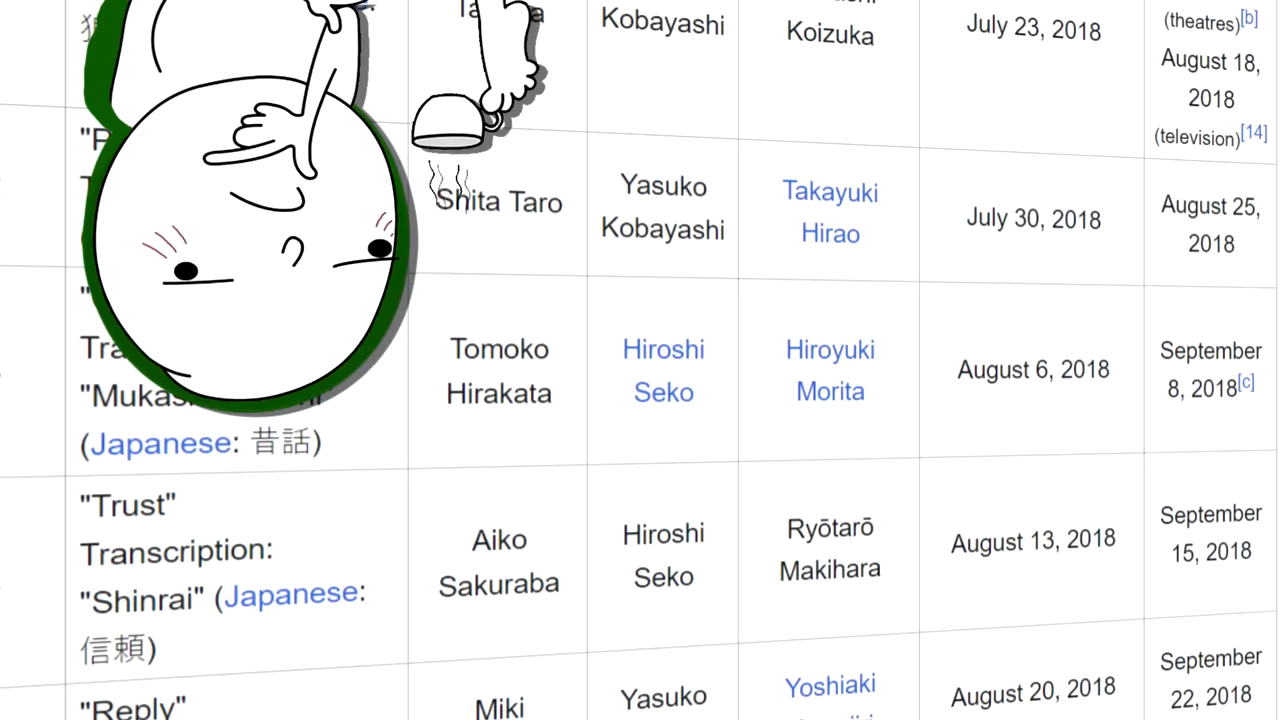 Kobayashi
Koizuka
July 23, 2018
(theatres)[b]
August 18,
2018
(television)[14]
"P
Shita Taro
Yasuko
Kobayashi
Takayuki
Hirao
July 30, 2018
August 25,
2018
"
Tra
"Mukas
(Japanese: 昔話)
Tomoko
Hirakata
Hiroshi
Seko
Hiroyuki
Morita
August 6, 2018
September
8, 2018[c]
"Trust"
Transcription:
"Shinrai" (Japanese:
信頼)
Aiko
Sakuraba
Hiroshi
Seko
Ryōtarō
Makihara
August 13, 2018
September
15, 2018
"Reply"
Miki
Yasuko
Yoshiaki
August 20, 2018
September
22, 2018